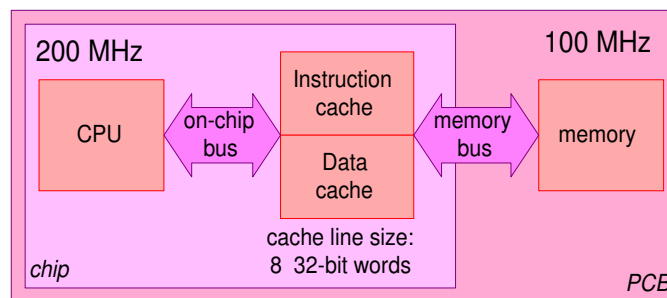 200 MHz
100 MHz
CPU
on-chip
bus
Instruction
cache
Data
cache
memory
bus
memory
cache line size:
8 32-bit words
chip
PCB